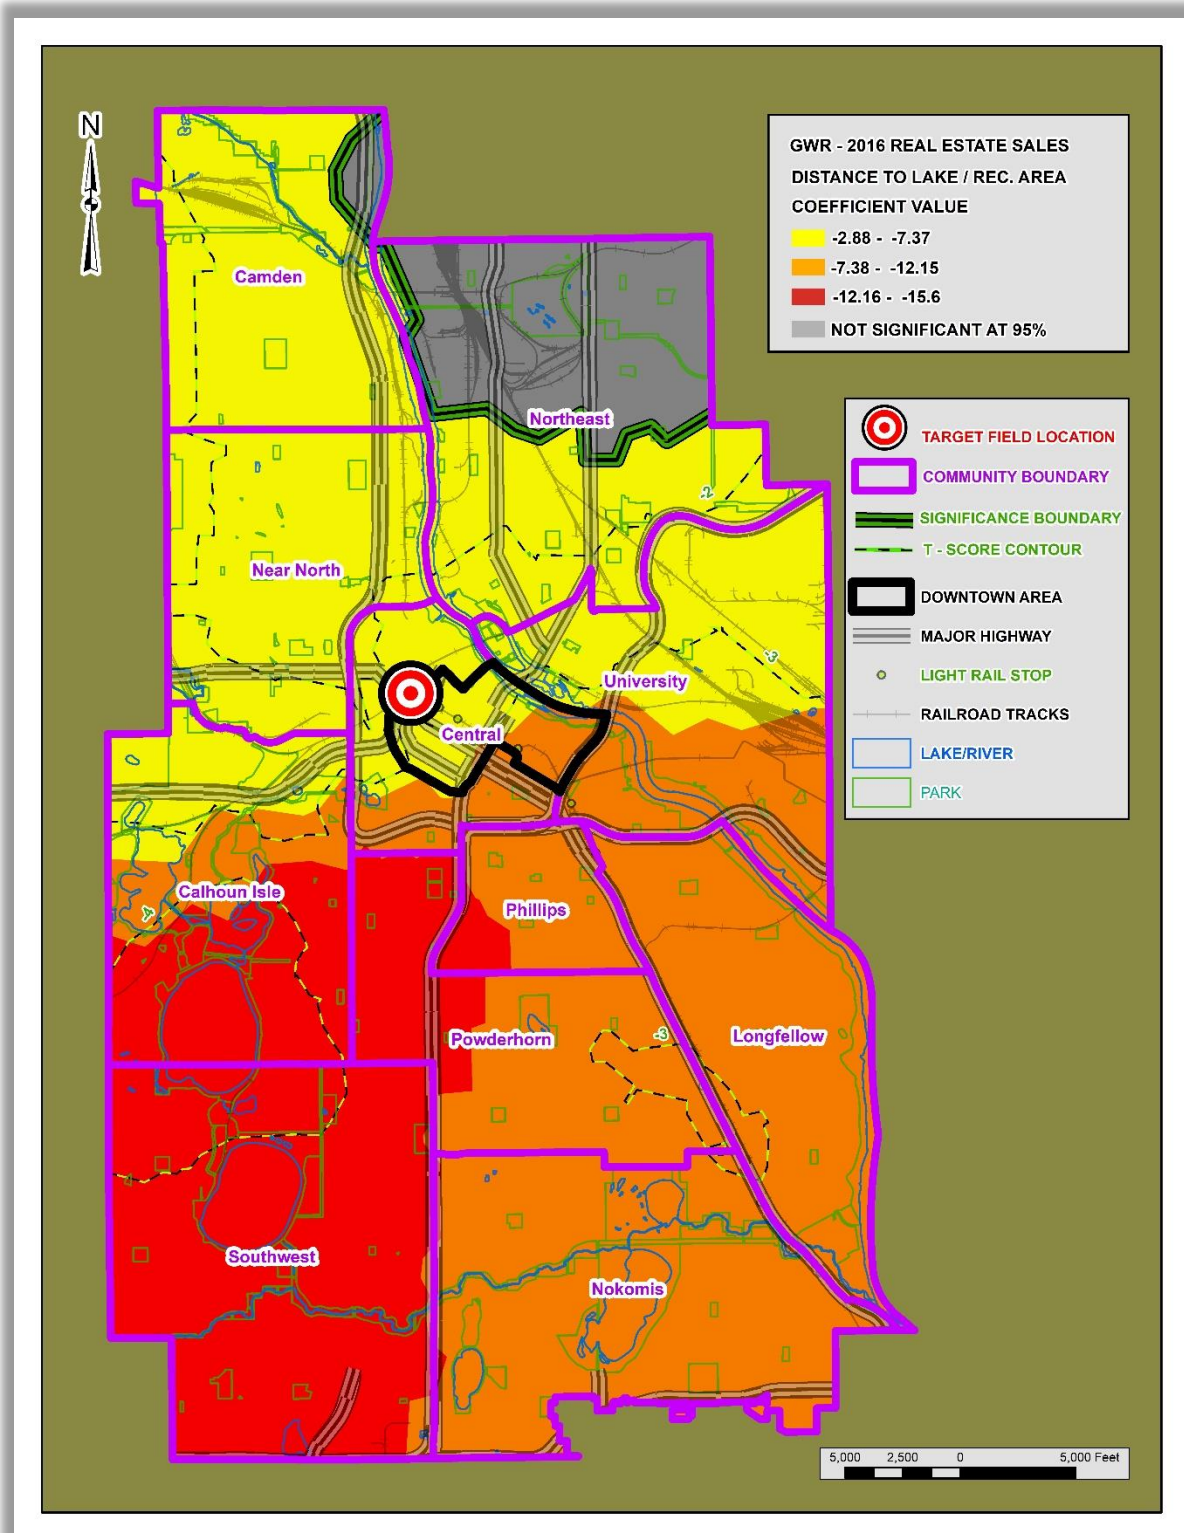 N
GWR - 2016 REAL ESTATE SALES
DISTANCE TO LAKE / REC. AREA
COEFFICIENT VALUE
-2.88 - -7.37
-7.38 - -12.15
-12.16 - -15.6
NOT SIGNIFICANT AT 95%
TARGET FIELD LOCATION
COMMUNITY BOUNDARY
SIGNIFICANCE BOUNDARY
T - SCORE CONTOUR
DOWNTOWN AREA
MAJOR HIGHWAY
LIGHT RAIL STOP
RAILROAD TRACKS
LAKE/RIVER
PARK
Camden
Northeast
-2
Near North
-3
University
Central
Calhoun Isle
-4
Phillips
-3
Powderhorn
Longfellow
Southwest
Nokomis
5,000 2,500 0 5,000 Feet